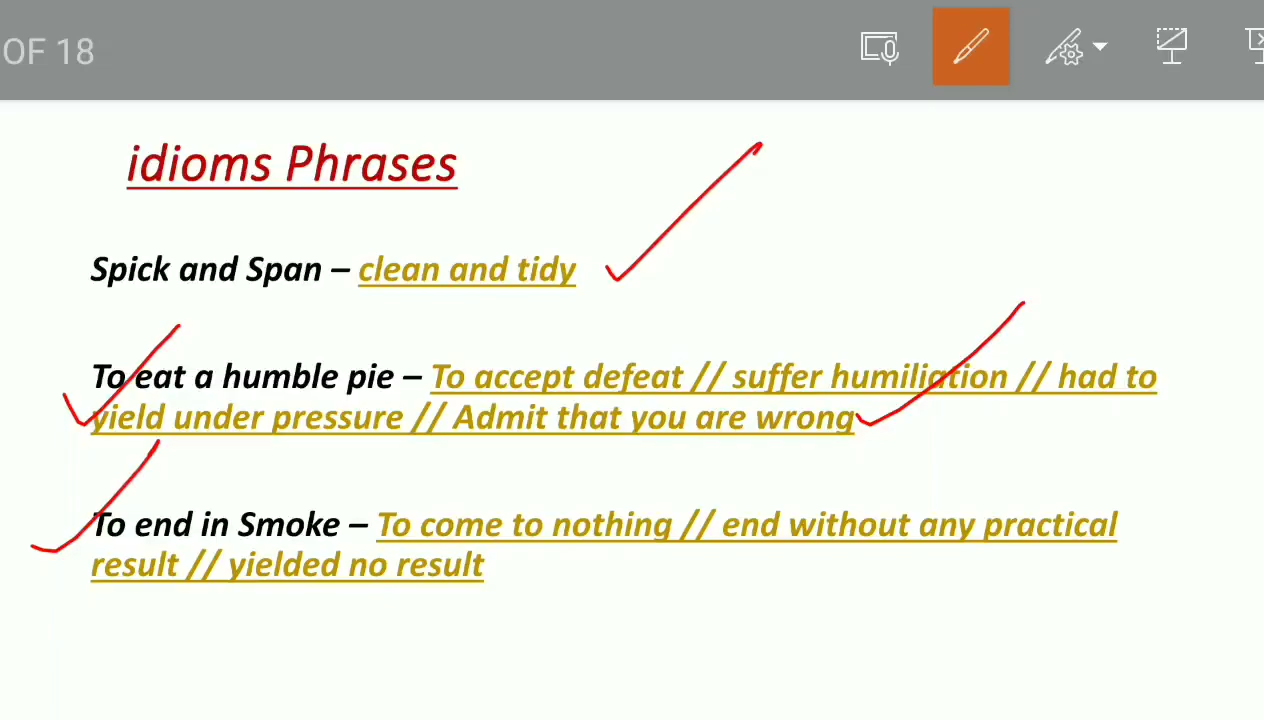 OF 18
idioms Phrases
Spick and Span – clean and tidy
To eat a humble pie – To accept defeat // suffer humiliation // had to
yield under pressure // Admit that you are wrong
To end in Smoke – To come to nothing // end without any practical
result // yielded no result